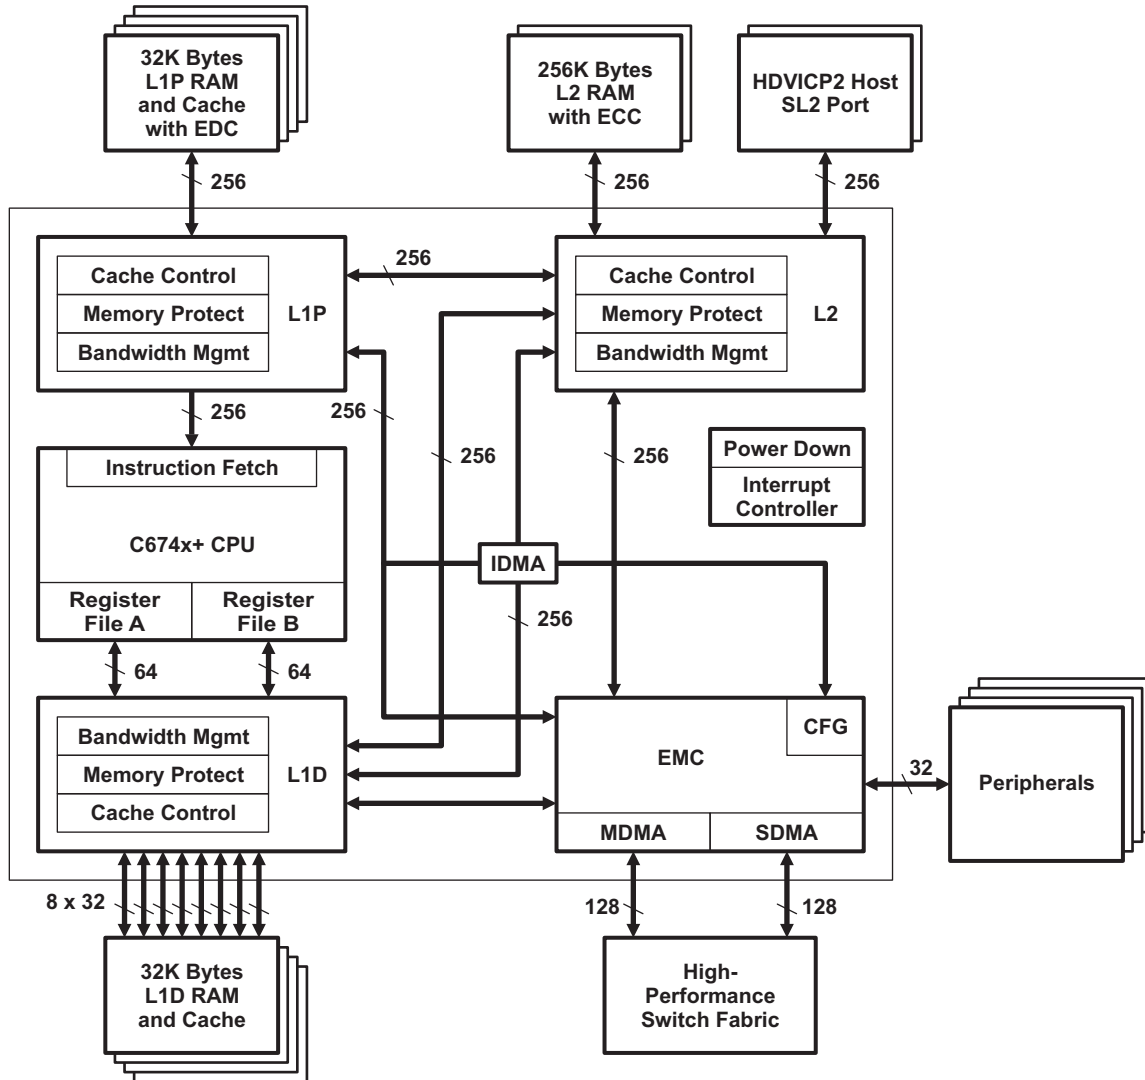 32K Bytes
L1P RAM
and Cache
with EDC
256K Bytes
L2 RAM
with ECC
HDVICP2 Host
SL2 Port
256
256
256
Cache Control
Memory Protect
Bandwidth Mgmt
L1P
256
Cache Control
Memory Protect
Bandwidth Mgmt
L2
256
256
256
256
Power Down
Interrupt
Controller
Instruction Fetch
C674x+ CPU
Register
File A
Register
File B
IDMA
256
64
64
Bandwidth Mgmt
Memory Protect
Cache Control
L1D
EMC
CFG
MDMA
SDMA
32
Peripherals
8 x 32
128
128
32K Bytes
L1D RAM
and Cache
High-
Performance
Switch Fabric